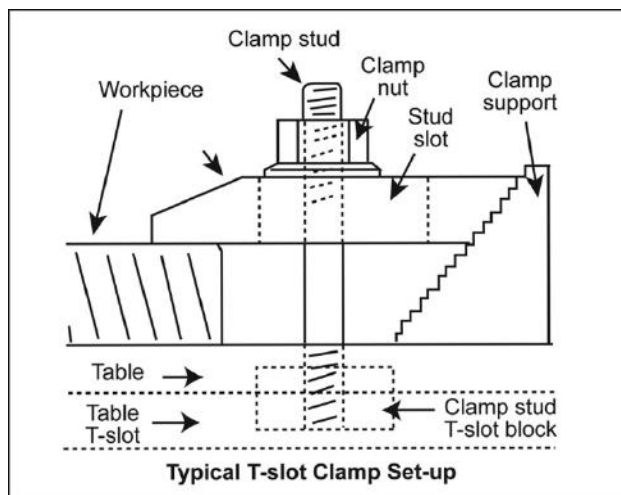 Clamp stud
Workpiece
Clamp
nut
Clamp
support
Stud
slot
Table
Table
T-slot
Clamp stud
T-slot block
Typical T-slot Clamp Set-up